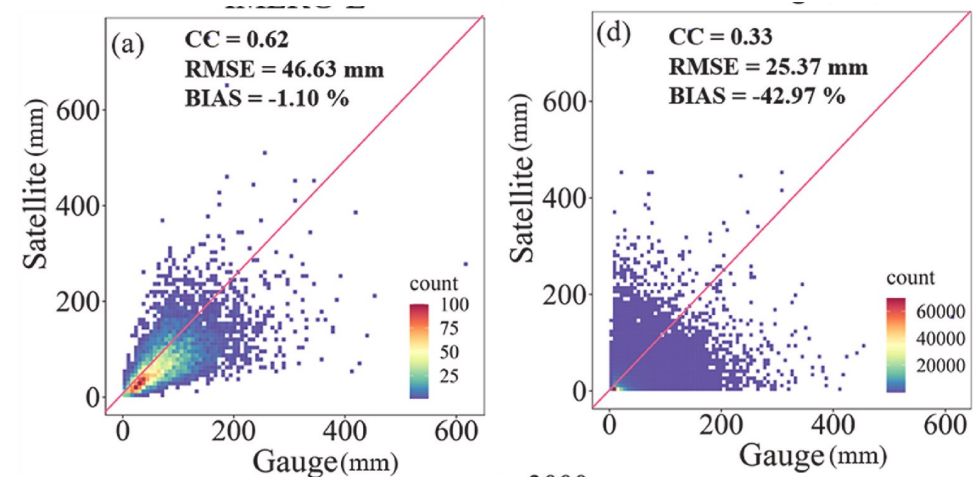 (a)
CC = 0.62
RMSE = 46.63 mm
BIAS = -1.10 %
Satellite (mm)
600
400
200
0
count
100
75
50
25
0 200 400 600
Gauge (mm)
(d)
CC = 0.33
RMSE = 25.37 mm
BIAS = -42.97 %
Satellite (mm)
600
400
200
0
count
60000
40000
20000
0 200 400 600
Gauge (mm)